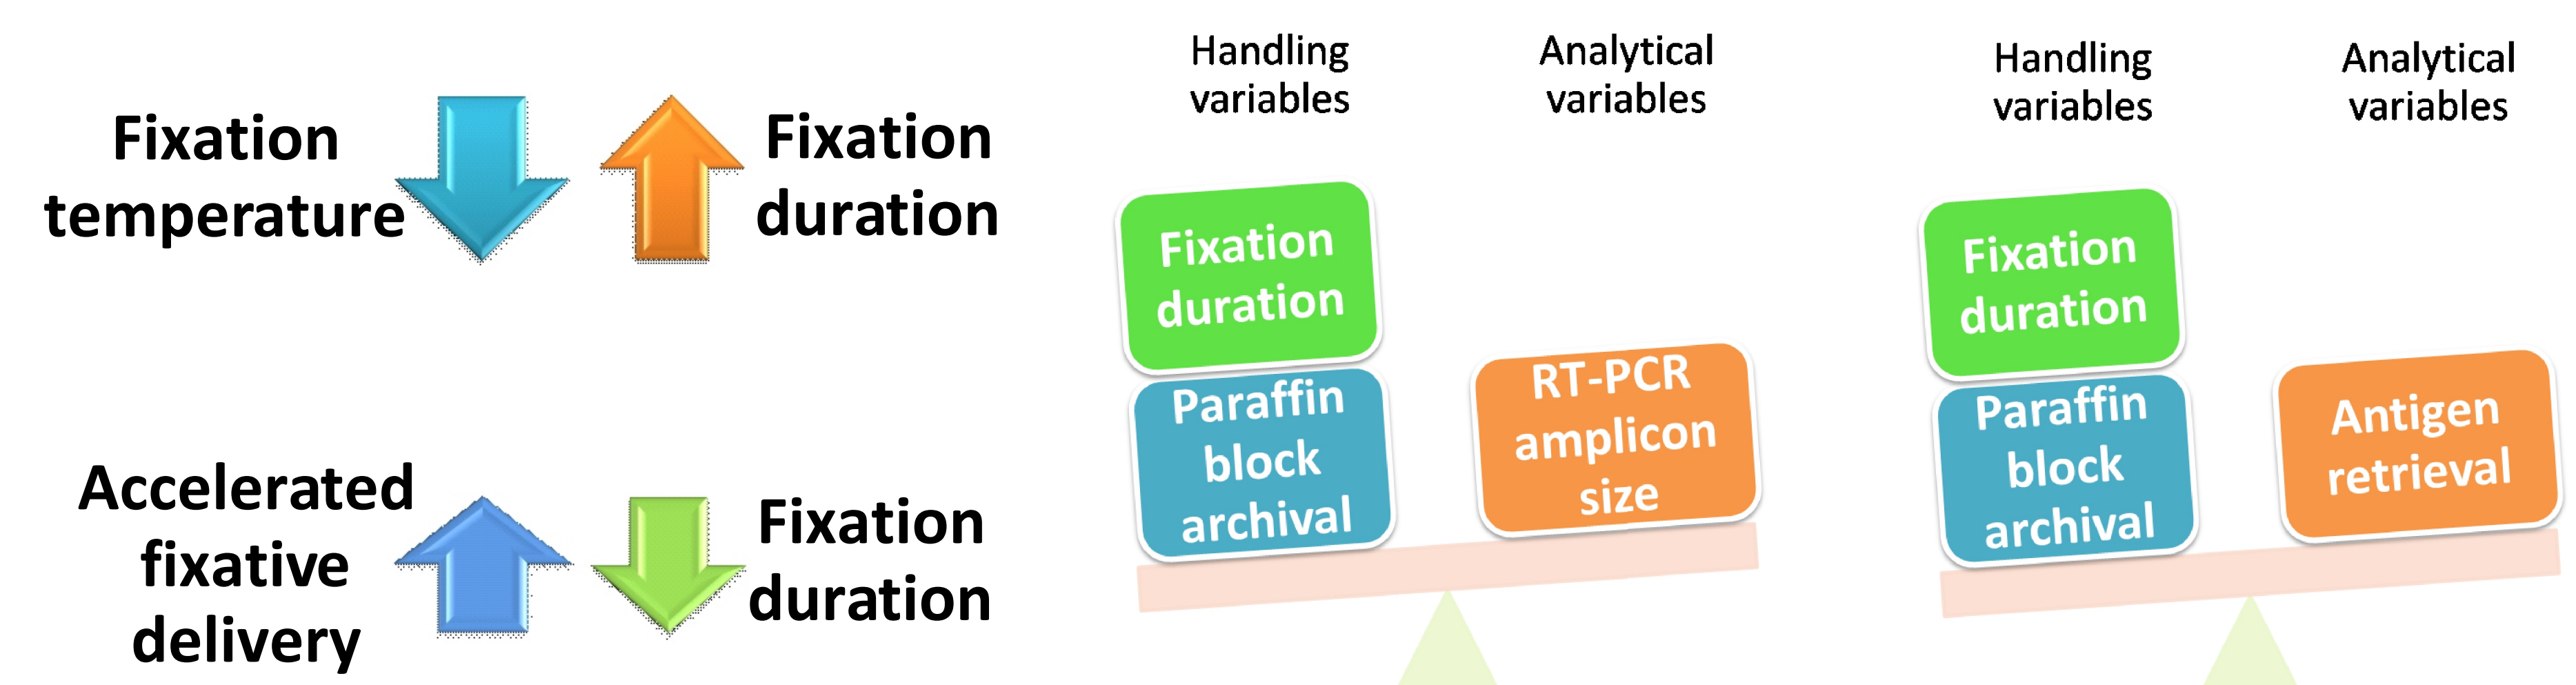 Fixation
temperature
Fixation
duration
Accelerated
fixative
delivery
Fixation
duration
Handling
variables
Analytical
variables
Fixation
duration
Paraffin
block
archival
RT-PCR
amplicon
size
Handling
variables
Analytical
variables
Fixation
duration
Paraffin
block
archival
Antigen
retrieval